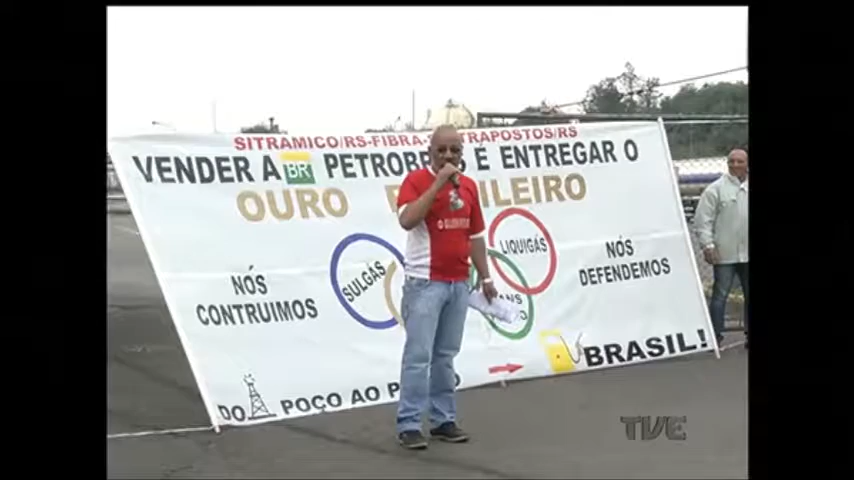 SITRAMICO/RS-FIBRA-S TRAPOSTOS/RS
VENDER A BR PETROBR S É ENTREGAR O
OURO B ILEIRO
SULGÁS
LIQUIGÁS
NÓS
CONTRUIMOS
NÓS
DEFENDEMOS
BRASIL!
DO POÇO AO
TVE